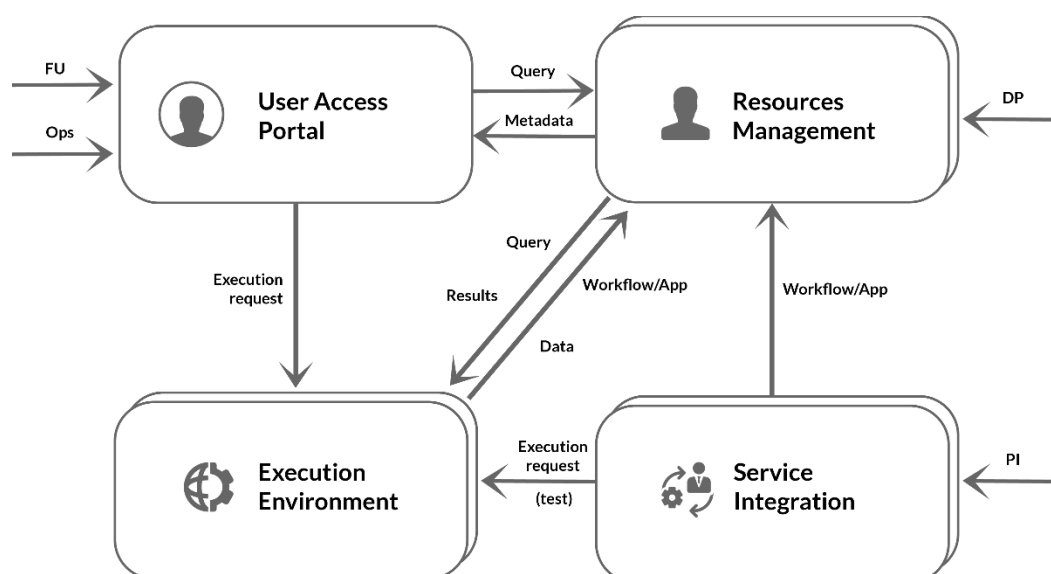 FU
Ops
User Access
Portal
Query
Metadata
Resources
Management
DP
Execution
request
Query
Results
Workflow/App
Data
Workflow/App
Execution
Environment
Execution
request
(test)
Service
Integration
PI